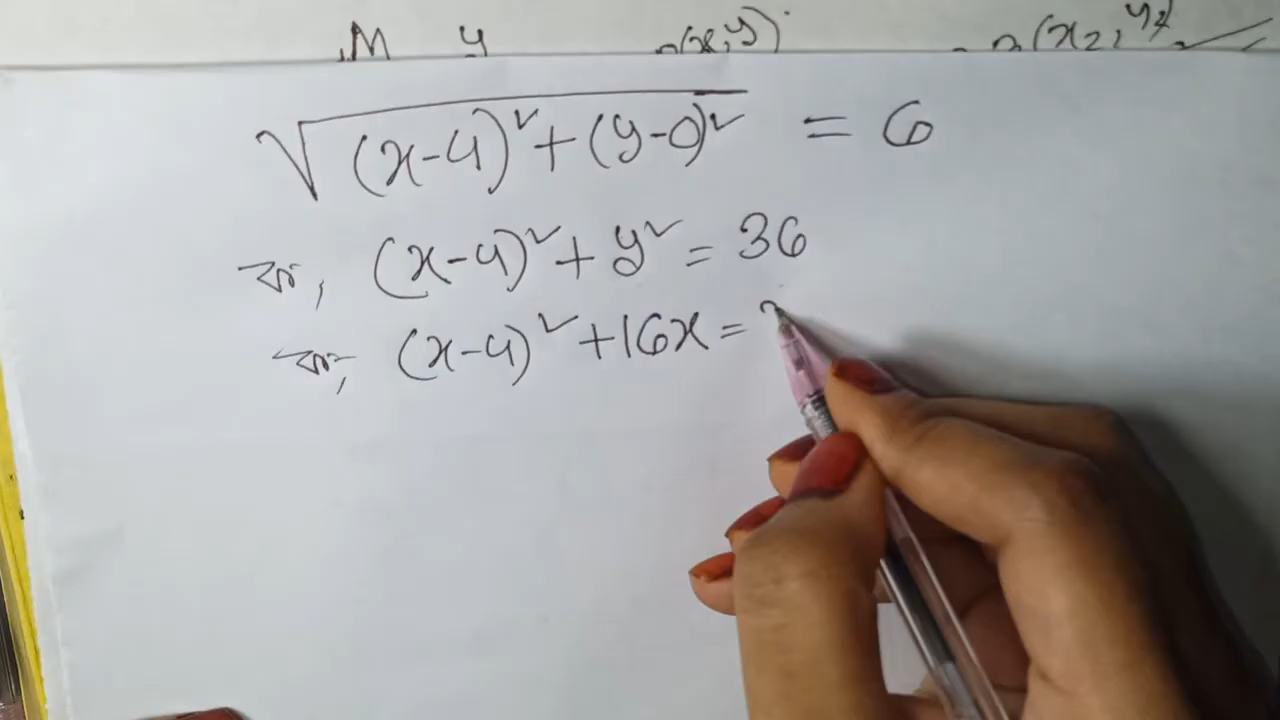 M y (x,y) (x₂, y₂)
√(x-4)² + (y-0)² = 6
বা, (x-4)² + y² = 36
বা, (x-4)² + 16x =